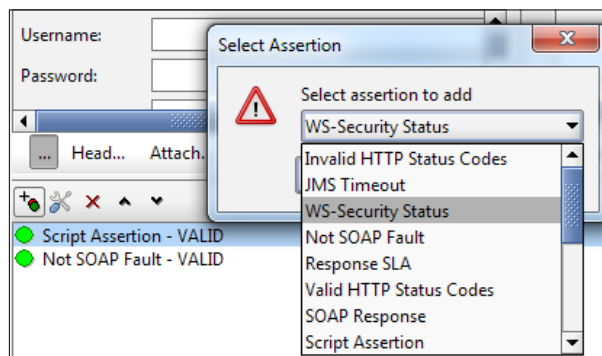 Username:
Password:
... Head... Attach.
Script Assertion - VALID
Not SOAP Fault - VALID
Select Assertion
Select assertion to add
WS-Security Status
Invalid HTTP Status Codes
JMS Timeout
WS-Security Status
Not SOAP Fault
Response SLA
Valid HTTP Status Codes
SOAP Response
Script Assertion